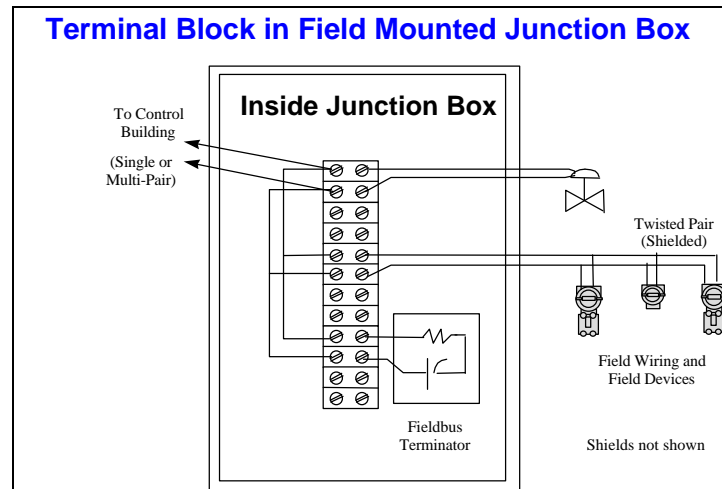 Terminal Block in Field Mounted Junction Box
Inside Junction Box
To Control
Building
(Single or
Multi-Pair)
Twisted Pair
(Shielded)
Field Wiring and
Field Devices
Fieldbus
Terminator
Shields not shown